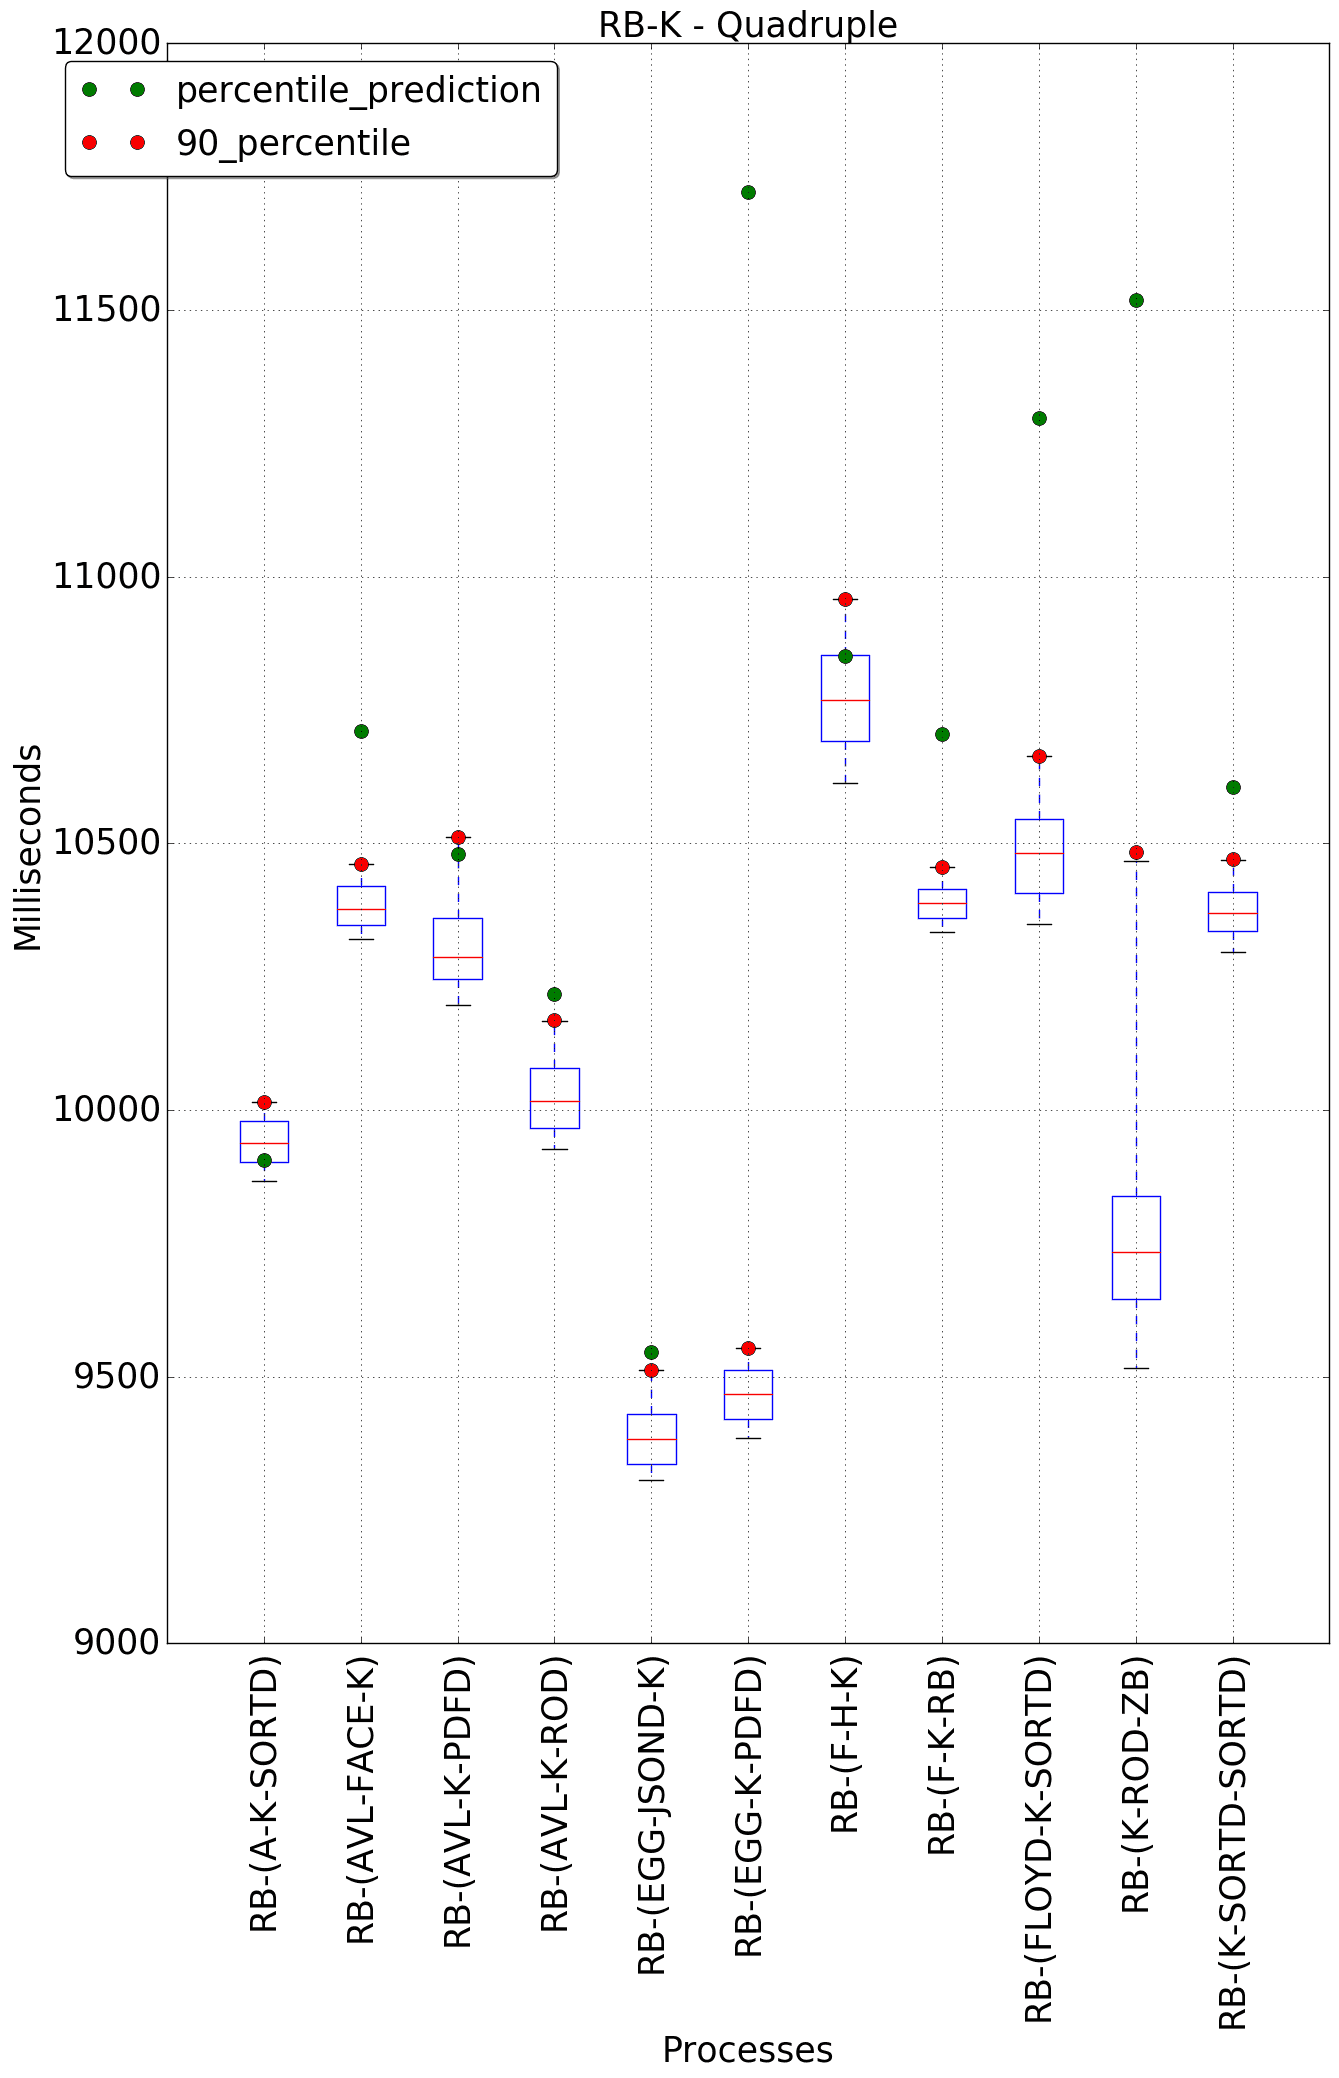 RB-K - Quadruple
percentile_prediction
90_percentile
12000
11500
11000
10500
10000
9500
9000
Milliseconds
RB-(A-K-SORTD)
RB-(AVL-FACE-K)
RB-(AVL-K-PDFD)
RB-(AVL-K-ROD)
RB-(EGG-JSOND-K)
RB-(EGG-K-PDFD)
RB-(F-H-K)
RB-(F-K-RB)
RB-(FLOYD-K-SORTD)
RB-(K-ROD-ZB)
RB-(K-SORTD-SORTD)
Processes